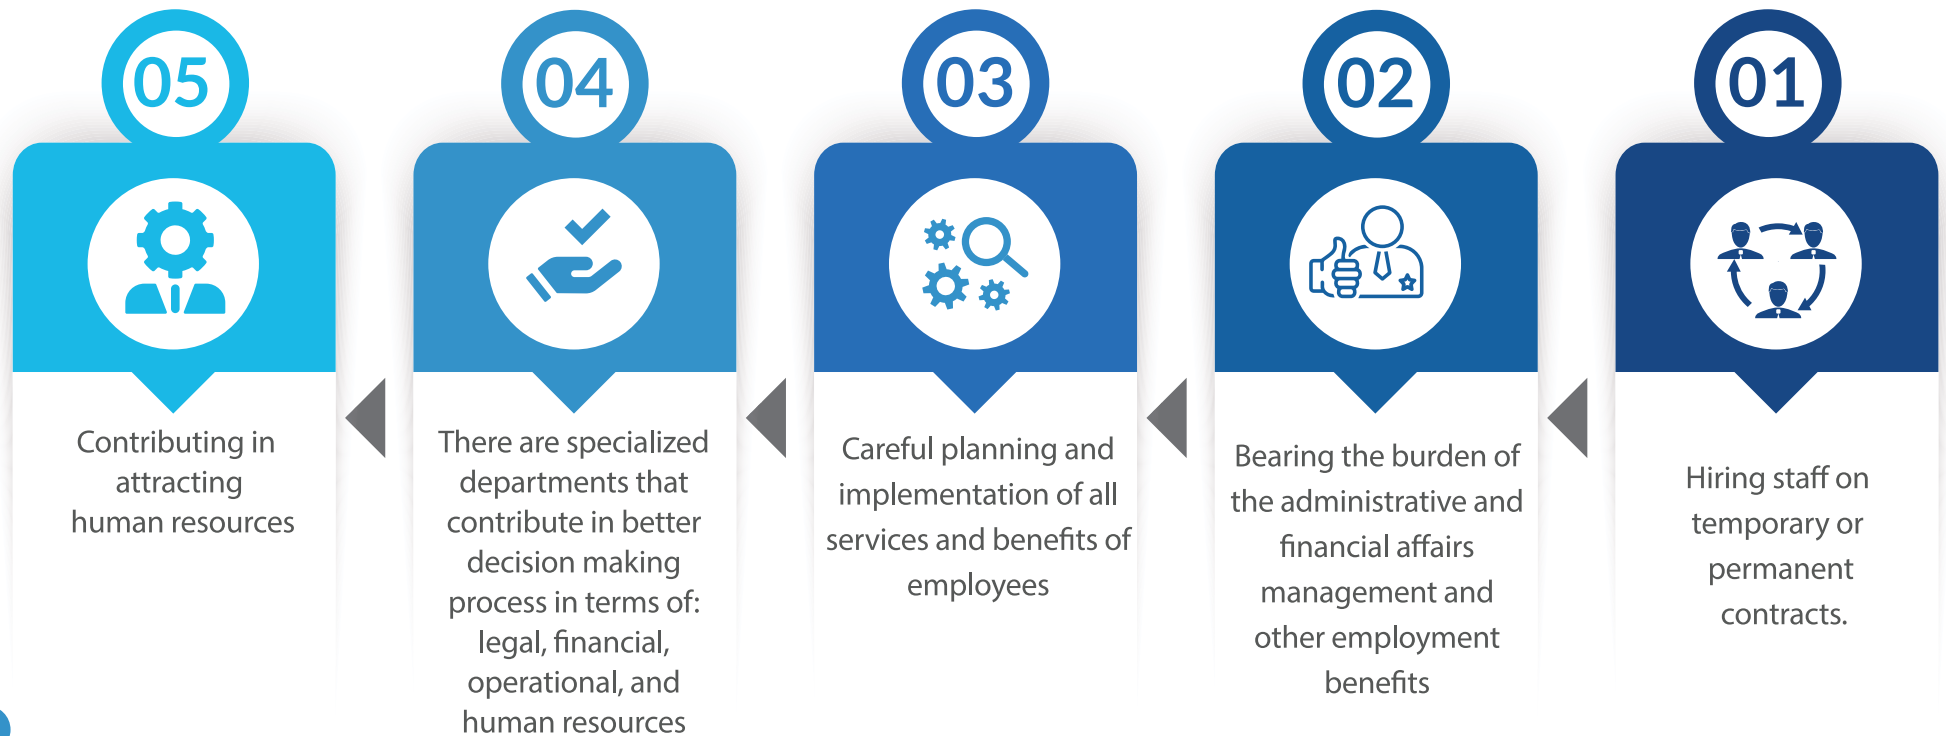 01
Hiring staff on
temporary or
permanent
contracts.
02
Bearing the burden of
the administrative and
financial affairs
management and
other employment
benefits
03
Careful planning and
implementation of all
services and benefits of
employees
04
There are specialized
departments that
contribute in better
decision making
process in terms of:
legal, financial,
operational, and
human resources
05
Contributing in
attracting
human resources